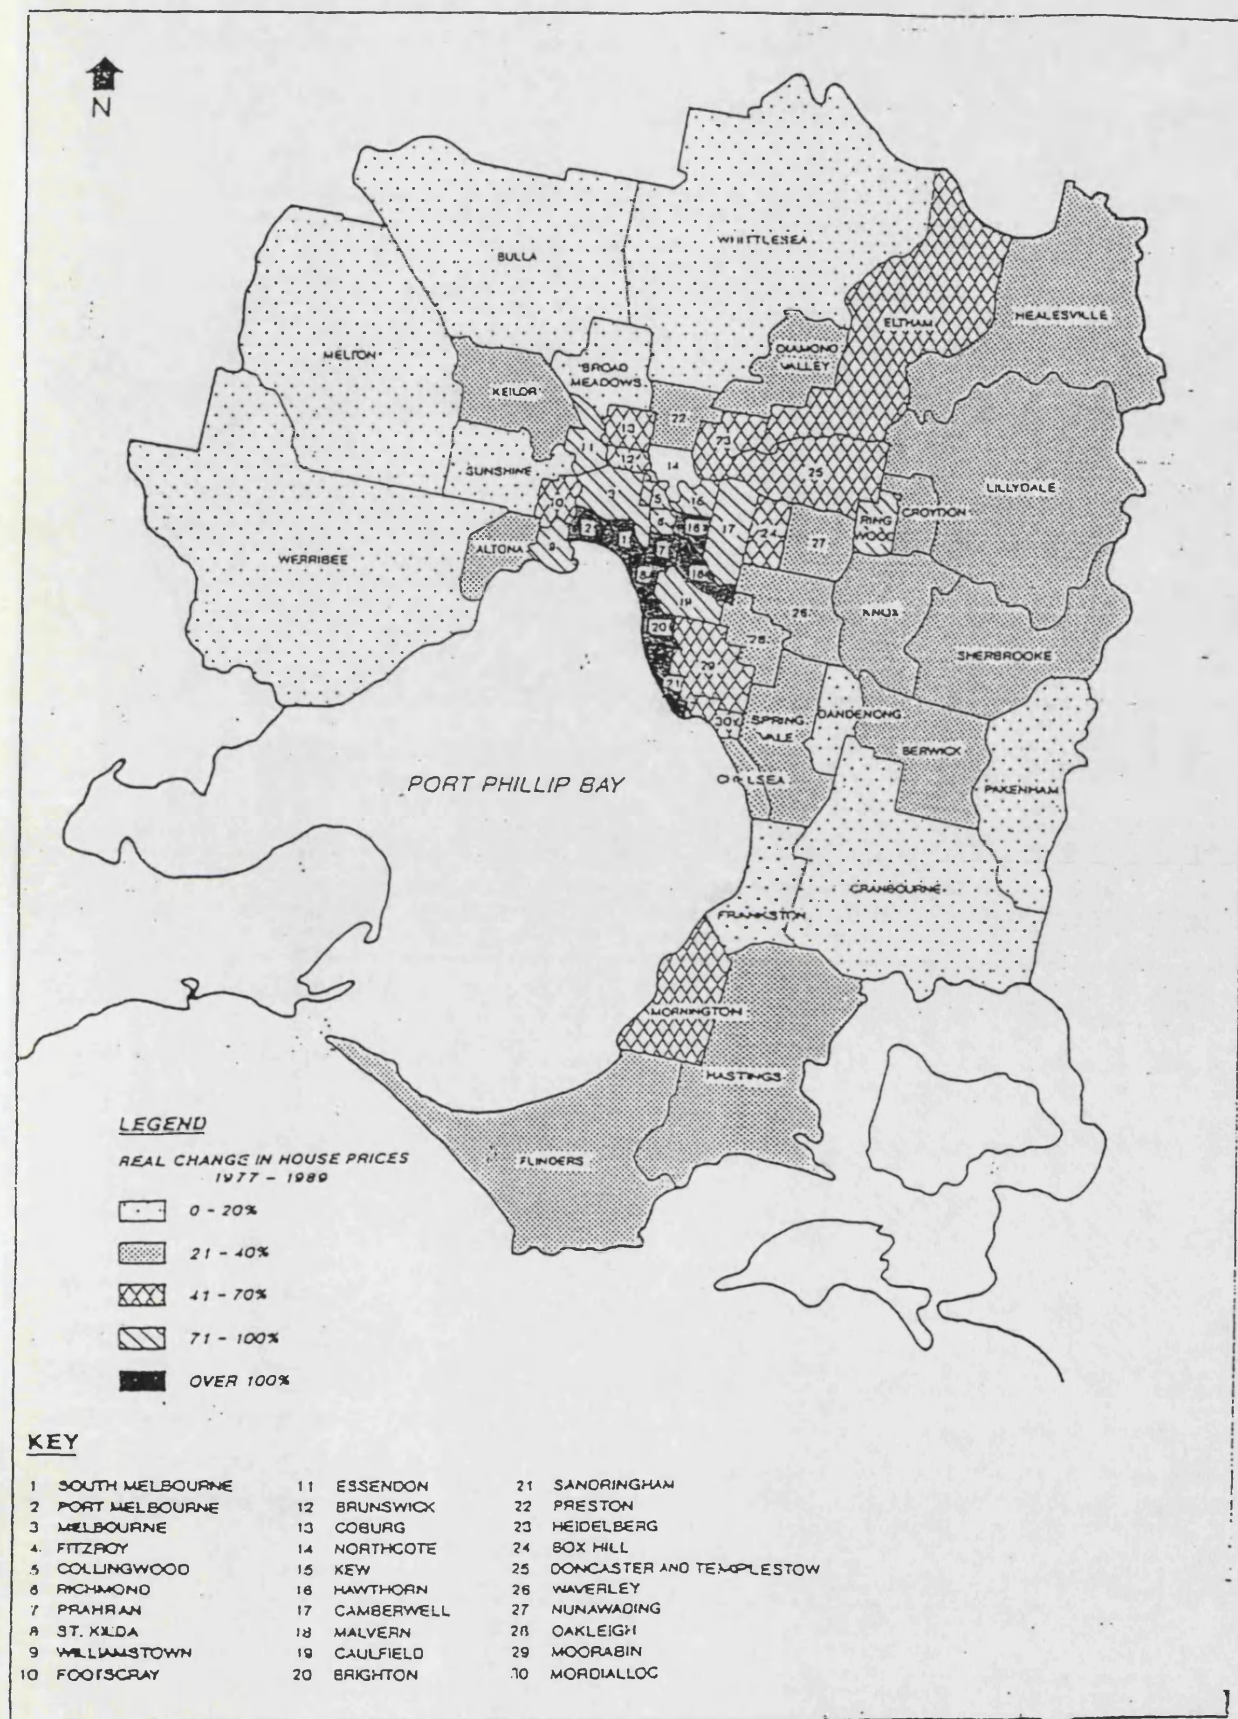 N
BULLA
WHITTLESEA
ELTHAM
HEALESVILLE
MELTON
DIAMOND
VALLEY
BROAD
MEADOWS
KEILOR
13
22
11
12
23
14
25
SUNSHINE
LILLYDALE
10
3
5
15
CROYDON
RING
WOOD
2
1
6
16
17
24
27
7
ALTONA
9
WERRIBEE
8
18
19
26
KNOX
20
28
SHERBROOKE
29
21
30
SPRING
VALE
DANDENONG
BERWICK
CHELSEA
PORT PHILLIP BAY
PAKENHAM
CRANBOURNE
FRANKSTON
MORNINGTON
HASTINGS
FLINDERS
LEGEND
REAL CHANGE IN HOUSE PRICES
1977 - 1989
0 - 20%
21 - 40%
41 - 70%
71 - 100%
OVER 100%
KEY
1 SOUTH MELBOURNE 11 ESSENDON 21 SANDRINGHAM
2 PORT MELBOURNE 12 BRUNSWICK 22 PRESTON
3 MELBOURNE 13 COBURG 23 HEIDELBERG
4. FITZROY 14 NORTHCOTE 24 BOX HILL
5 COLLINGWOOD 15 KEW 25 DONCASTER AND TEMPLESTOW
6 RICHMOND 16 HAWTHORN 26 WAVERLEY
7 PRAHRAN 17 CAMBERWELL 27 NUNAWADING
8 ST. KILDA 18 MALVERN 28 OAKLEIGH
9 WILLIAMSTOWN 19 CAULFIELD 29 MOORABIN
10 FOOTSCRAY 20 BRIGHTON 30 MORDIALLOC